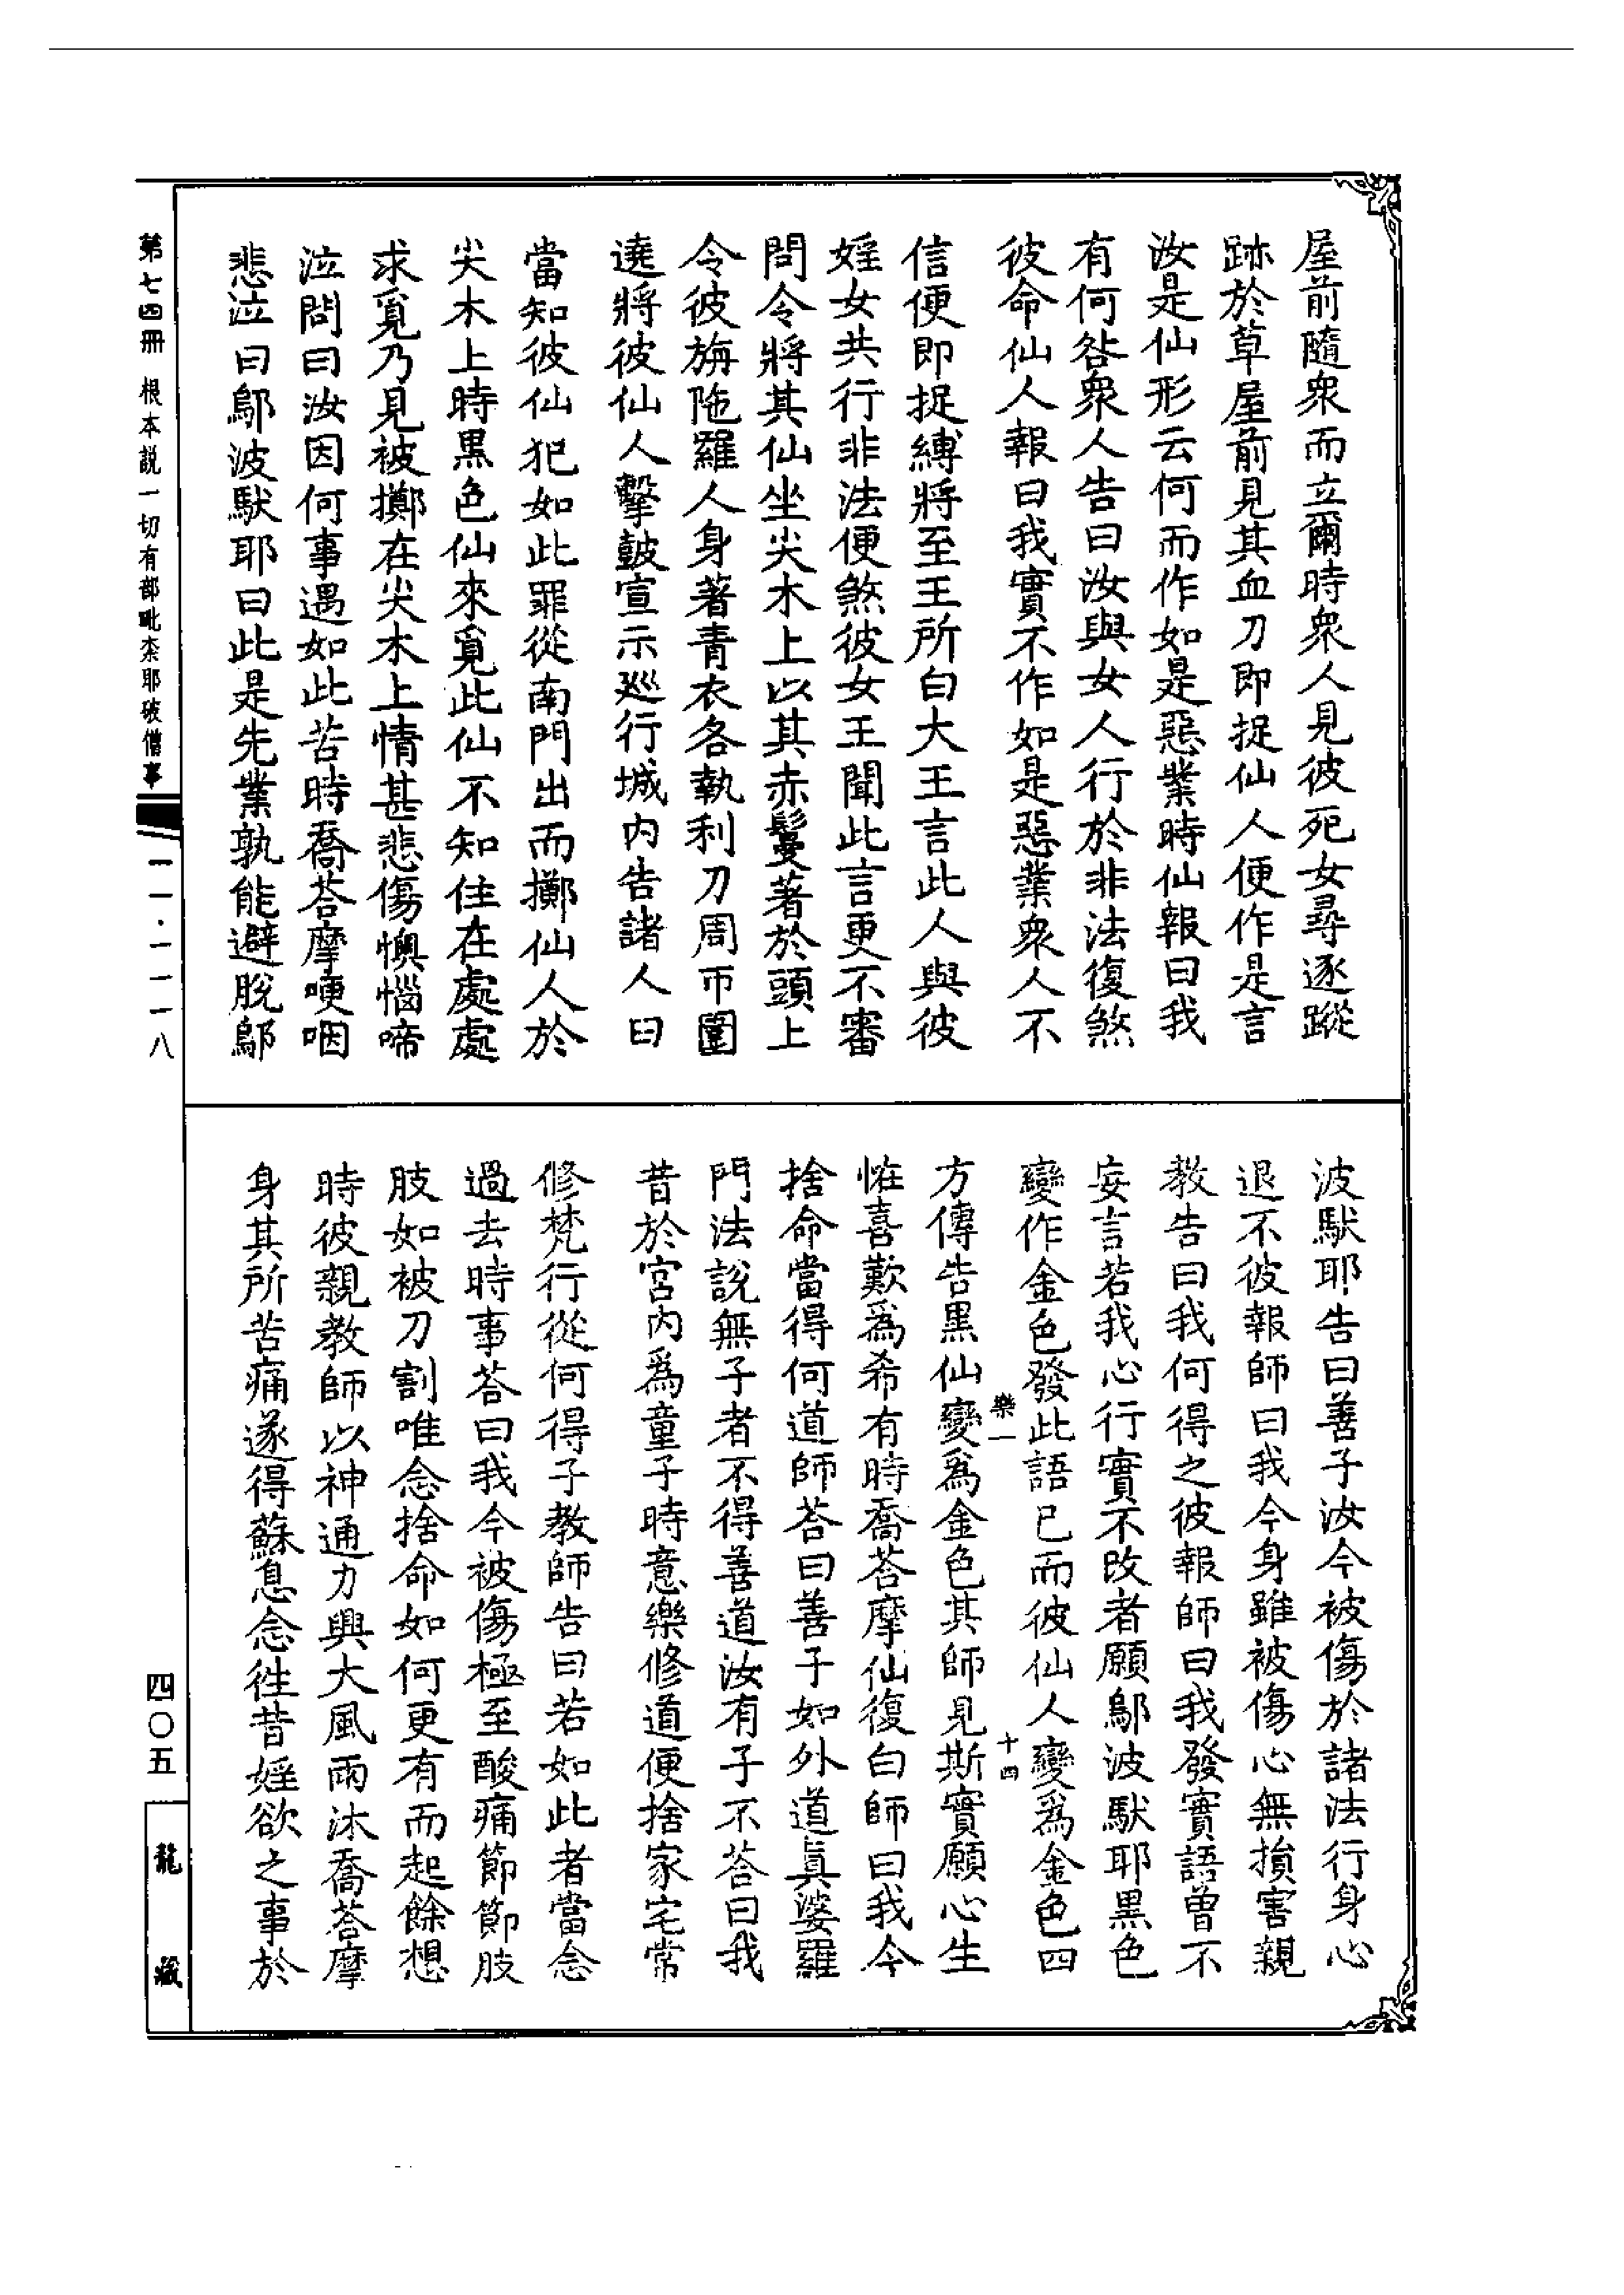 屋前隨衆而立爾時衆人見彼死女尋逐蹤
跡於草屋前見其血刀即捉仙人便作是言
汝是仙形云何而作如是惡業時仙報曰我
有何咎衆人告曰汝與女人行於非法復煞
彼命仙人報曰我實不作如是惡業衆人不
信便即捉縛將至王所白大王言此人與彼
婬女共行非法便煞彼女王聞此言更不審
問令將其仙坐尖木上以其赤鬘著於頭上
令彼旃陁羅人身著青衣各執利刀周帀圍
遶將彼仙人擊皷宣示巡行城内告諸人曰
當知彼仙犯如此罪從南門出而擲仙人於
尖木上時黒色仙來覓此仙不知住在處處
求覓乃見被擲在尖木上情甚悲傷懊惱啼
泣問曰汝因何事遇如此苦時喬荅摩哽咽
悲泣曰鄔波馱耶曰此是先業孰能避脫鄔
波馱耶告曰善子汝今被傷於諸法行身心
退不彼報師曰我今身雖被傷心無損害親
教告曰我何得之彼報師曰我發實語曾不
妄言若我心行實不改者願鄔波馱耶黒色
變作金色發此語已而彼仙人變爲金色四
樂一
十四
方傳告黒仙變爲金色其師見斯實願心生
恠喜歎爲希有時喬荅摩仙復白師曰我今
捨命當得何道師荅曰善子如外道眞婆羅
門法説無子者不得善道汝有子不荅曰我
昔於宮内爲童子時意樂修道便捨家宅常
修梵行從何得子教師告曰若如此者當念
過去時事荅曰我今被傷極至酸痛節節肢
肢如被刀割唯念捨命如何更有而起餘想
時彼親教師以神通力興大風雨沐喬荅摩
身其所苦痛遂得蘇息念徃昔婬欲之事於
第七四冊 根本説一切有部毗柰耶破僧事
一一·一一一八
四〇五
龍藏